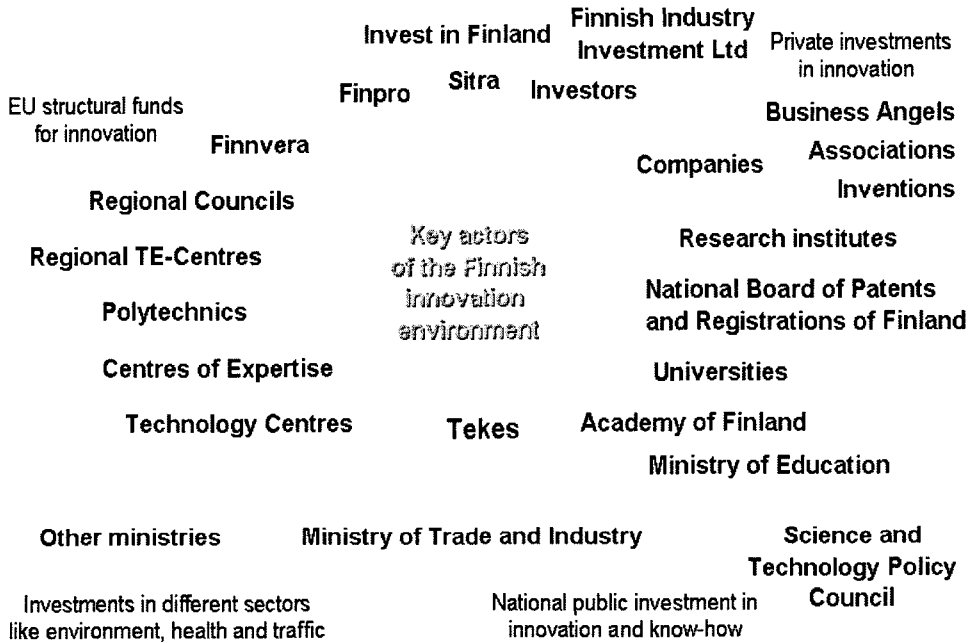 Invest in Finland
Finnish Industry
Investment Ltd
Private investments
in innovation
Finpro
Sitra
Investors
EU structural funds
for innovation
Business Angels
Finnvera
Companies
Associations
Inventions
Regional Councils
Key actors
of the Finnish
innovation
environment
Research institutes
Regional TE-Centres
National Board of Patents
and Registrations of Finland
Polytechnics
Centres of Expertise
Universities
Technology Centres
Tekes
Academy of Finland
Ministry of Education
Other ministries
Ministry of Trade and Industry
Science and
Technology Policy
Council
Investments in different sectors
like environment, health and traffic
National public investment in
innovation and know-how